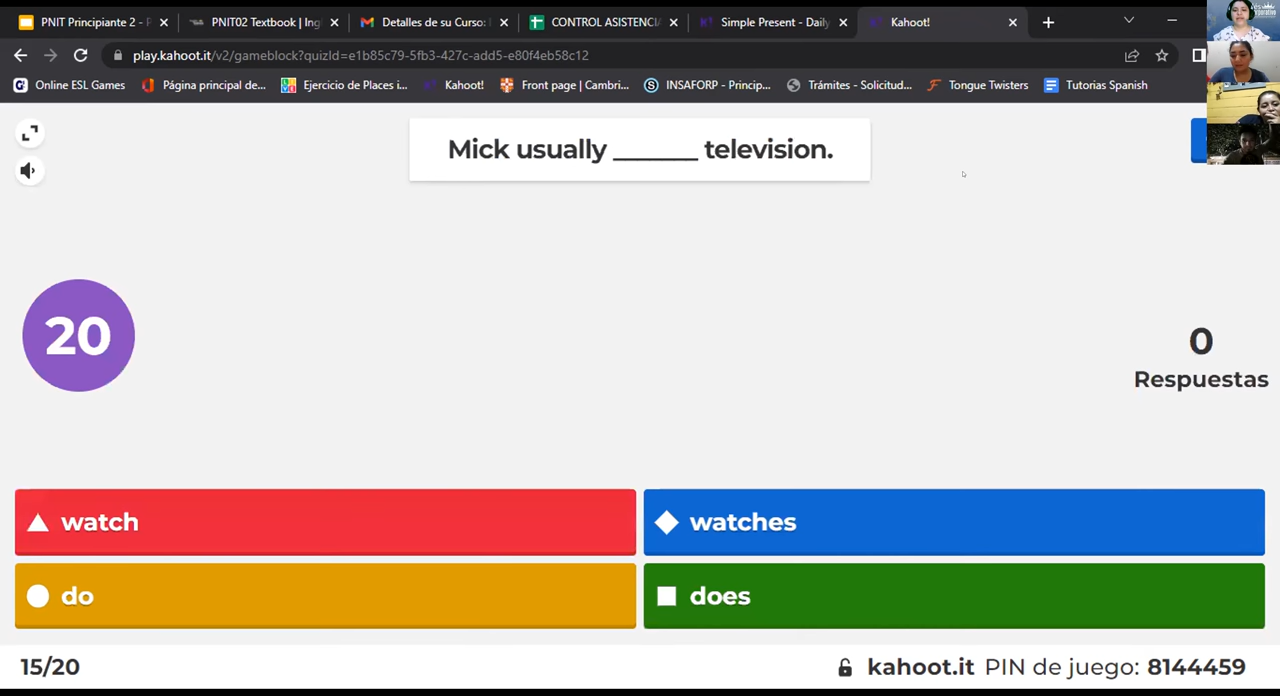 PNIT Principiante 2 - P
PNIT02 Textbook | Ing
Detalles de su Curso:
CONTROL ASISTENCIA
Simple Present - Daily
Kahoot!
play.kahoot.it/v2/gameblock?quizId=e1b85c79-5fb3-427c-add5-e80f4eb58c12
Online ESL Games
Página principal de...
Ejercicio de Places i...
Kahoot!
Front page | Cambri...
INSAFORP - Princip...
Trámites - Solicitud...
Tongue Twisters
Tutorias Spanish
Mick usually _______ television.
20
0
Respuestas
watch
watches
do
does
15/20
kahoot.it PIN de juego: 8144459